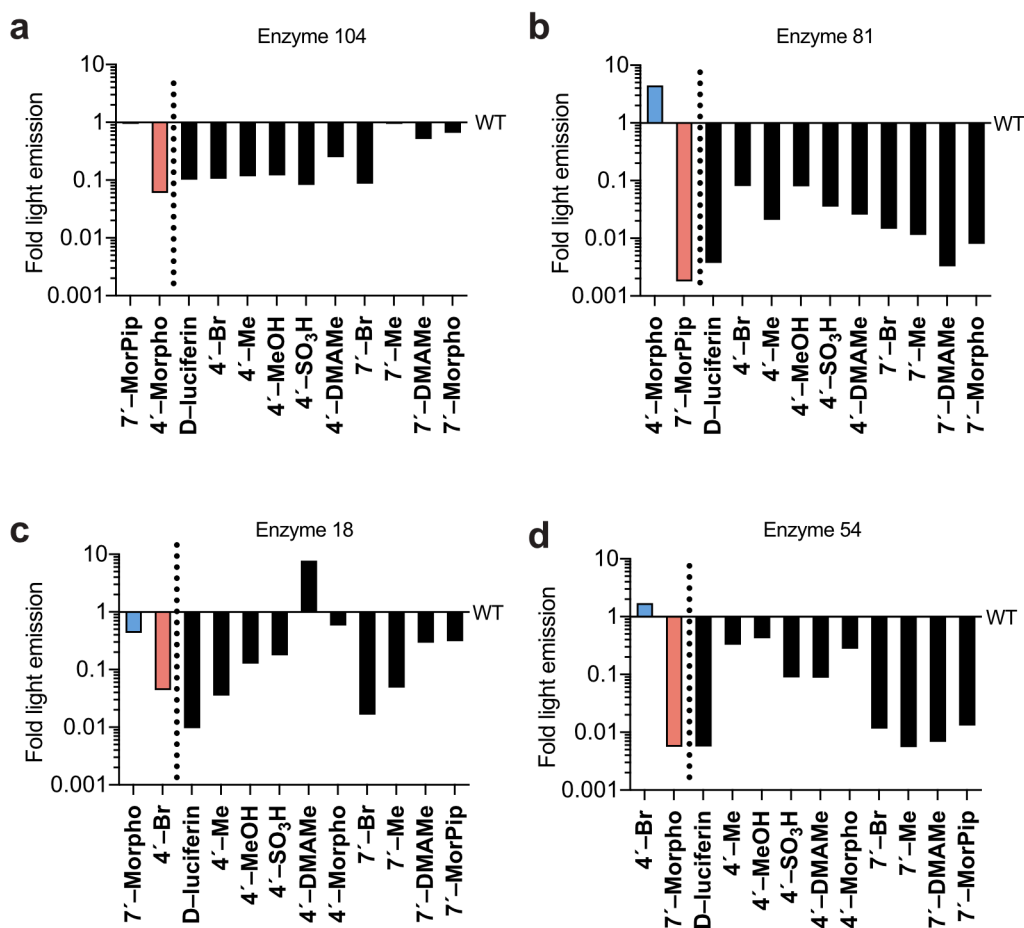 a
Enzyme 104
Fold light emission
10
1
0.1
0.01
0.001
WT
7´–MorPip
4´–Morpho
D–luciferin
4´–Br
4´–Me
4´–MeOH
4´–SO₃H
4´–DMAMe
7´–Br
7´–Me
7´–DMAMe
7´–Morpho
b
Enzyme 81
Fold light emission
10
1
0.1
0.01
0.001
WT
4´–Morpho
7´–MorPip
D–luciferin
4´–Br
4´–Me
4´–MeOH
4´–SO₃H
4´–DMAMe
7´–Br
7´–Me
7´–DMAMe
7´–Morpho
c
Enzyme 18
Fold light emission
10
1
0.1
0.01
0.001
WT
7´–Morpho
4´–Br
D–luciferin
4´–Me
4´–MeOH
4´–SO₃H
4´–DMAMe
4´–Morpho
7´–Br
7´–Me
7´–DMAMe
7´–MorPip
d
Enzyme 54
Fold light emission
10
1
0.1
0.01
0.001
WT
4´–Br
7´–Morpho
D–luciferin
4´–Me
4´–MeOH
4´–SO₃H
4´–DMAMe
4´–Morpho
7´–Br
7´–Me
7´–DMAMe
7´–MorPip